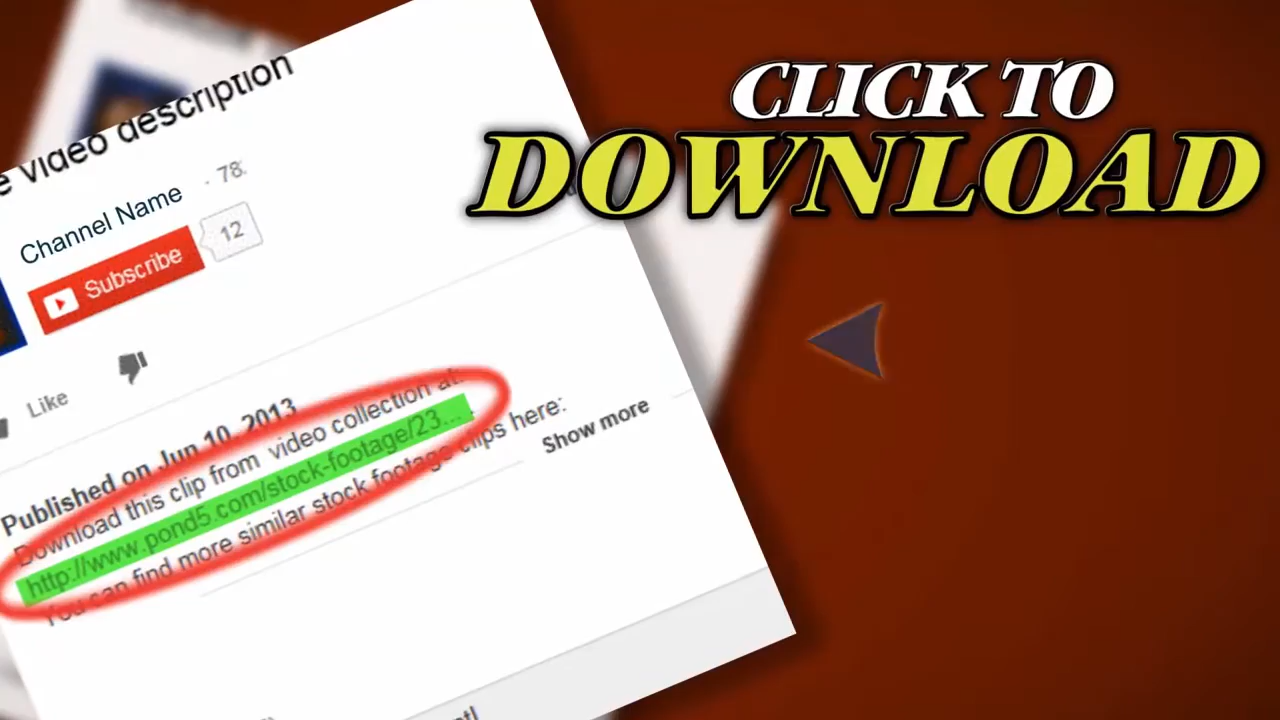 CLICK TO
DOWNLOAD
video description
Channel Name
Subscribe
12
Like
Published on Jun 10, 2013
Download this clip from video collection at:
http://www.pond5.com/stock-footage/23...
You can find more similar stock footage clips here:
Show more